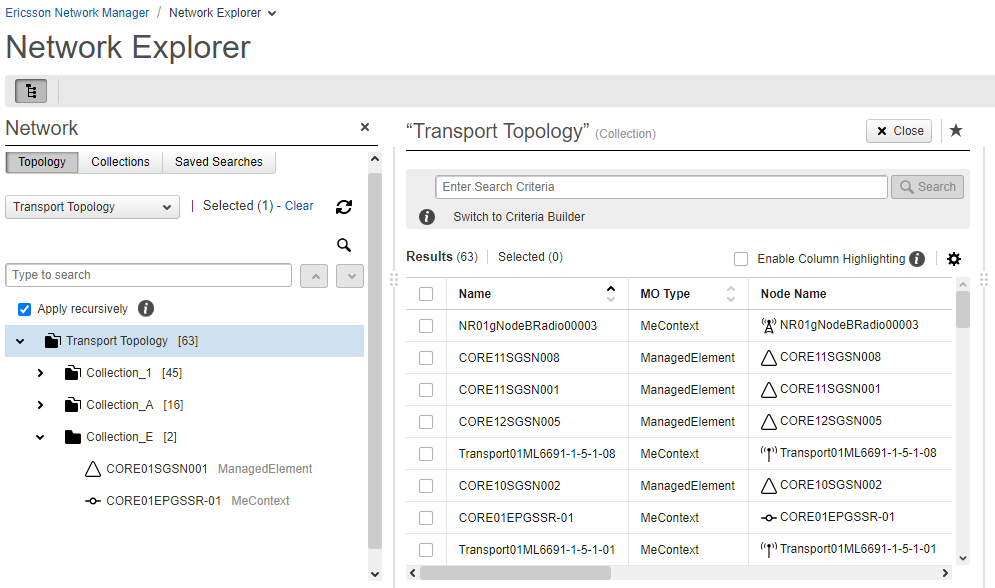 Ericsson Network Manager / Network Explorer
Network Explorer
Network
Topology Collections Saved Searches
Transport Topology | Selected (1) - Clear
Type to search
Apply recursively
Transport Topology [63]
Collection_1 [45]
Collection_A [16]
Collection_E [2]
CORE01SGSN001 ManagedElement
CORE01EPGSSR-01 MeContext
“Transport Topology” (Collection)
Close
Enter Search Criteria
Search
Switch to Criteria Builder
Results (63) Selected (0)
Enable Column Highlighting
Name MO Type Node Name
NR01gNodeBRadio00003 MeContext NR01gNodeBRadio00003
CORE11SGSN008 ManagedElement CORE11SGSN008
CORE11SGSN001 ManagedElement CORE11SGSN001
CORE12SGSN005 ManagedElement CORE12SGSN005
Transport01ML6691-1-5-1-08 MeContext Transport01ML6691-1-5-1-08
CORE10SGSN002 ManagedElement CORE10SGSN002
CORE01EPGSSR-01 MeContext CORE01EPGSSR-01
Transport01ML6691-1-5-1-01 MeContext Transport01ML6691-1-5-1-01